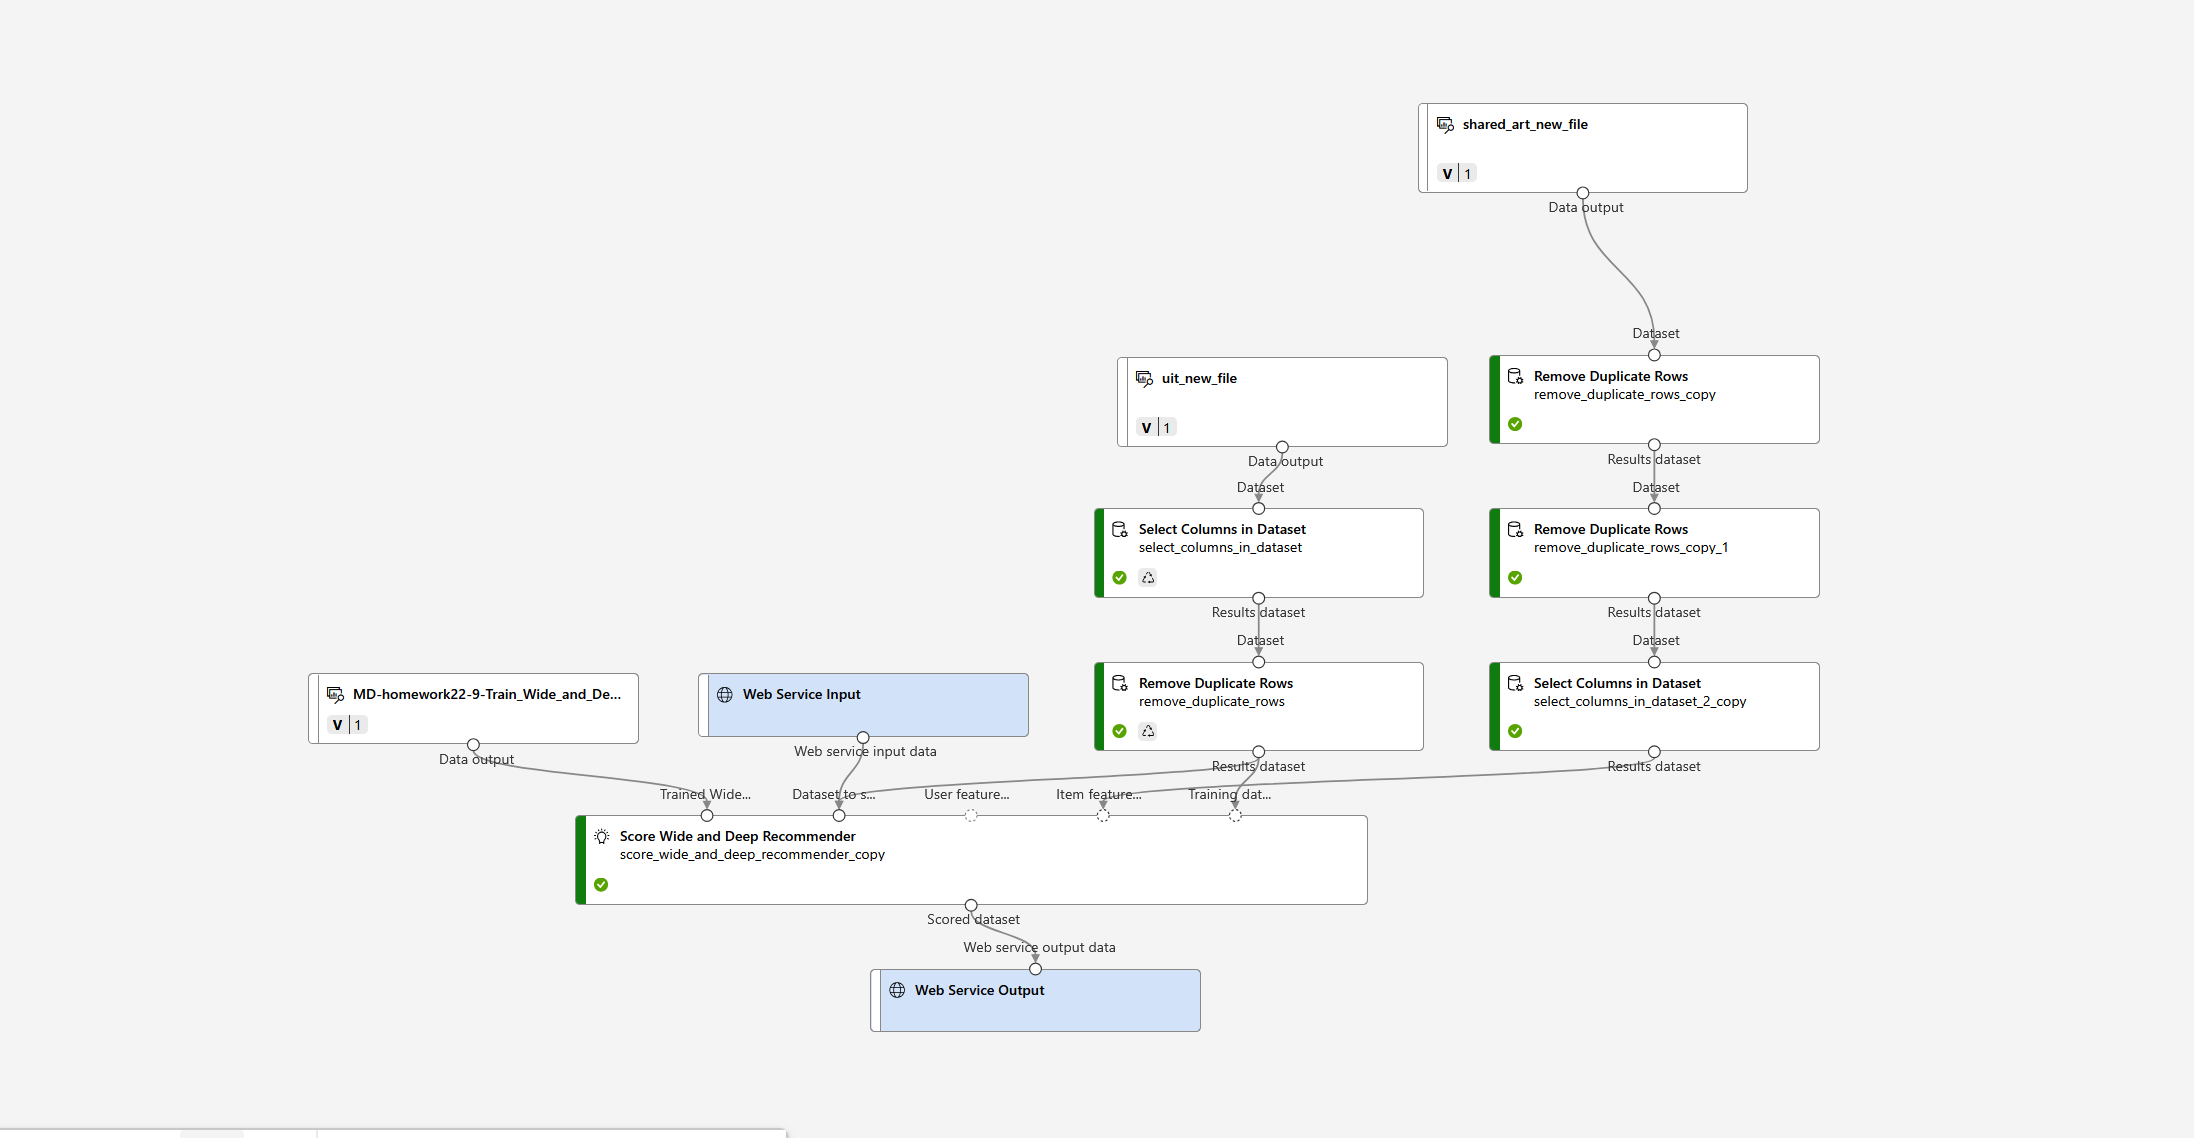 shared_art_new_file
V 1
Data output
Dataset
Remove Duplicate Rows
remove_duplicate_rows_copy
Results dataset
uit_new_file
V 1
Data output
Dataset
Select Columns in Dataset
select_columns_in_dataset
Results dataset
Dataset
Remove Duplicate Rows
remove_duplicate_rows_copy_1
Results dataset
Dataset
Remove Duplicate Rows
remove_duplicate_rows
Results dataset
Dataset
Select Columns in Dataset
select_columns_in_dataset_2_copy
Results dataset
MD-homework22-9-Train_Wide_and_De...
V 1
Data output
Web Service Input
Web service input data
Trained Wide...
Dataset to s...
User feature...
Item feature...
Training dat...
Score Wide and Deep Recommender
score_wide_and_deep_recommender_copy
Scored dataset
Web service output data
Web Service Output